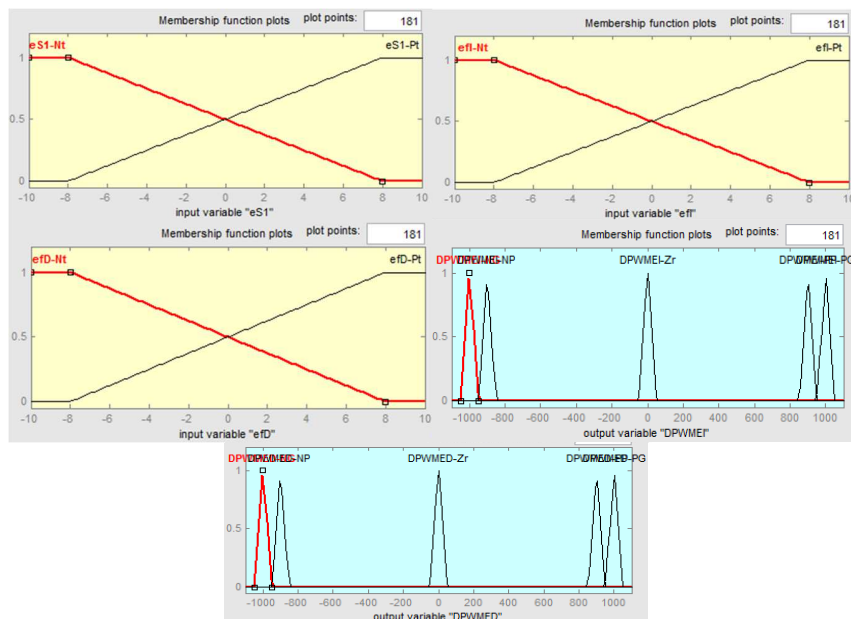 Membership function plots plot points: 181
eS1-Nt eS1-Pt
1
0.5
0
-10 -8 -6 -4 -2 0 2 4 6 8 10
input variable "eS1"
Membership function plots plot points: 181
efI-Nt efI-Pt
1
0.5
0
-10 -8 -6 -4 -2 0 2 4 6 8 10
input variable "efI"
Membership function plots plot points: 181
efD-Nt efD-Pt
1
0.5
0
-10 -8 -6 -4 -2 0 2 4 6 8 10
input variable "efD"
Membership function plots plot points: 181
DPWMEI-Zr
1
0.5
0
-1000 -800 -600 -400 -200 0 200 400 600 800 1000
output variable "DPWMEI"
DPWMED-Zr
1
0.5
0
-1000 -800 -600 -400 -200 0 200 400 600 800 1000
output variable "DPWMED"